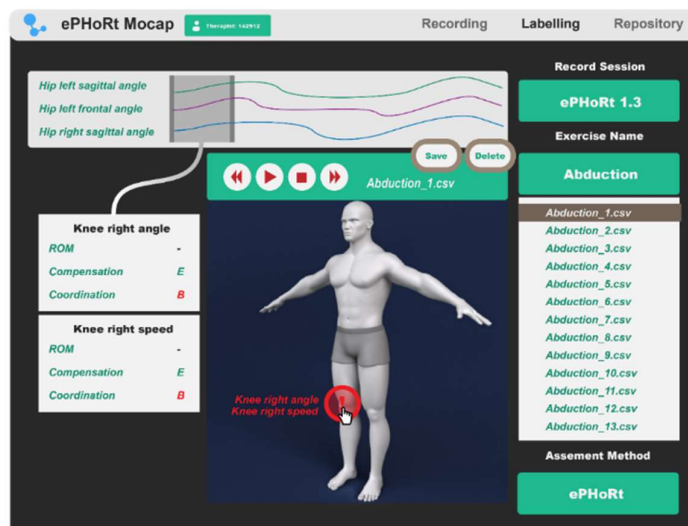 ePHoRt Mocap
Therapist: 142912
Recording
Labelling
Repository
Hip left sagittal angle
Hip left frontal angle
Hip right sagittal angle
Record Session
ePHoRt 1.3
Exercise Name
Abduction
Save
Delete
Abduction_1.csv
Abduction_1.csv
Abduction_2.csv
Abduction_3.csv
Abduction_4.csv
Abduction_5.csv
Abduction_6.csv
Abduction_7.csv
Abduction_8.csv
Abduction_9.csv
Abduction_10.csv
Abduction_11.csv
Abduction_12.csv
Abduction_13.csv
Knee right angle
ROM -
Compensation E
Coordination B
Knee right speed
ROM -
Compensation E
Coordination B
Knee right angle
Knee right speed
Assement Method
ePHoRt